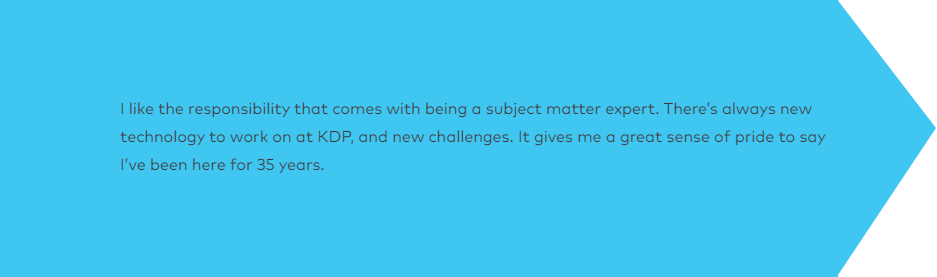 I like the responsibility that comes with being a subject matter expert. There’s always new
technology to work on at KDP, and new challenges. It gives me a great sense of pride to say
I’ve been here for 35 years.